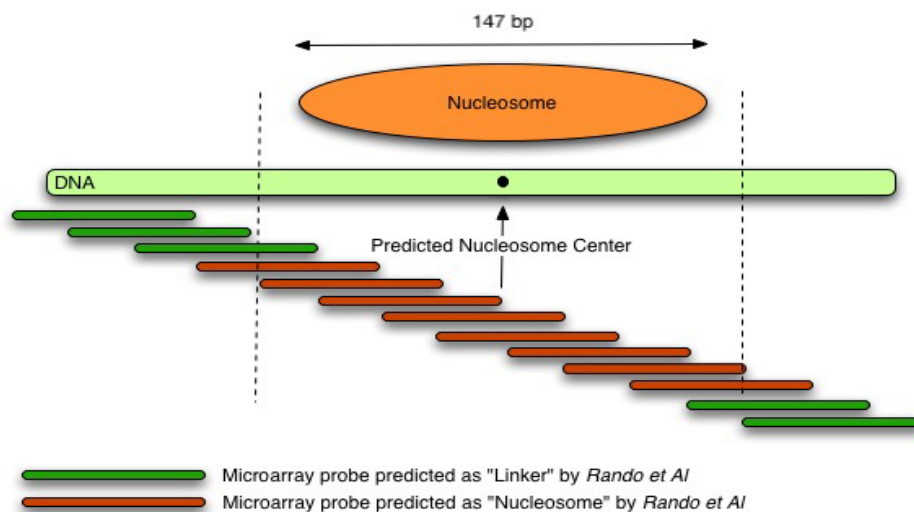 147 bp
Nucleosome
DNA
Predicted Nucleosome Center
Microarray probe predicted as "Linker" by Rando et Al
Microarray probe predicted as "Nucleosome" by Rando et Al